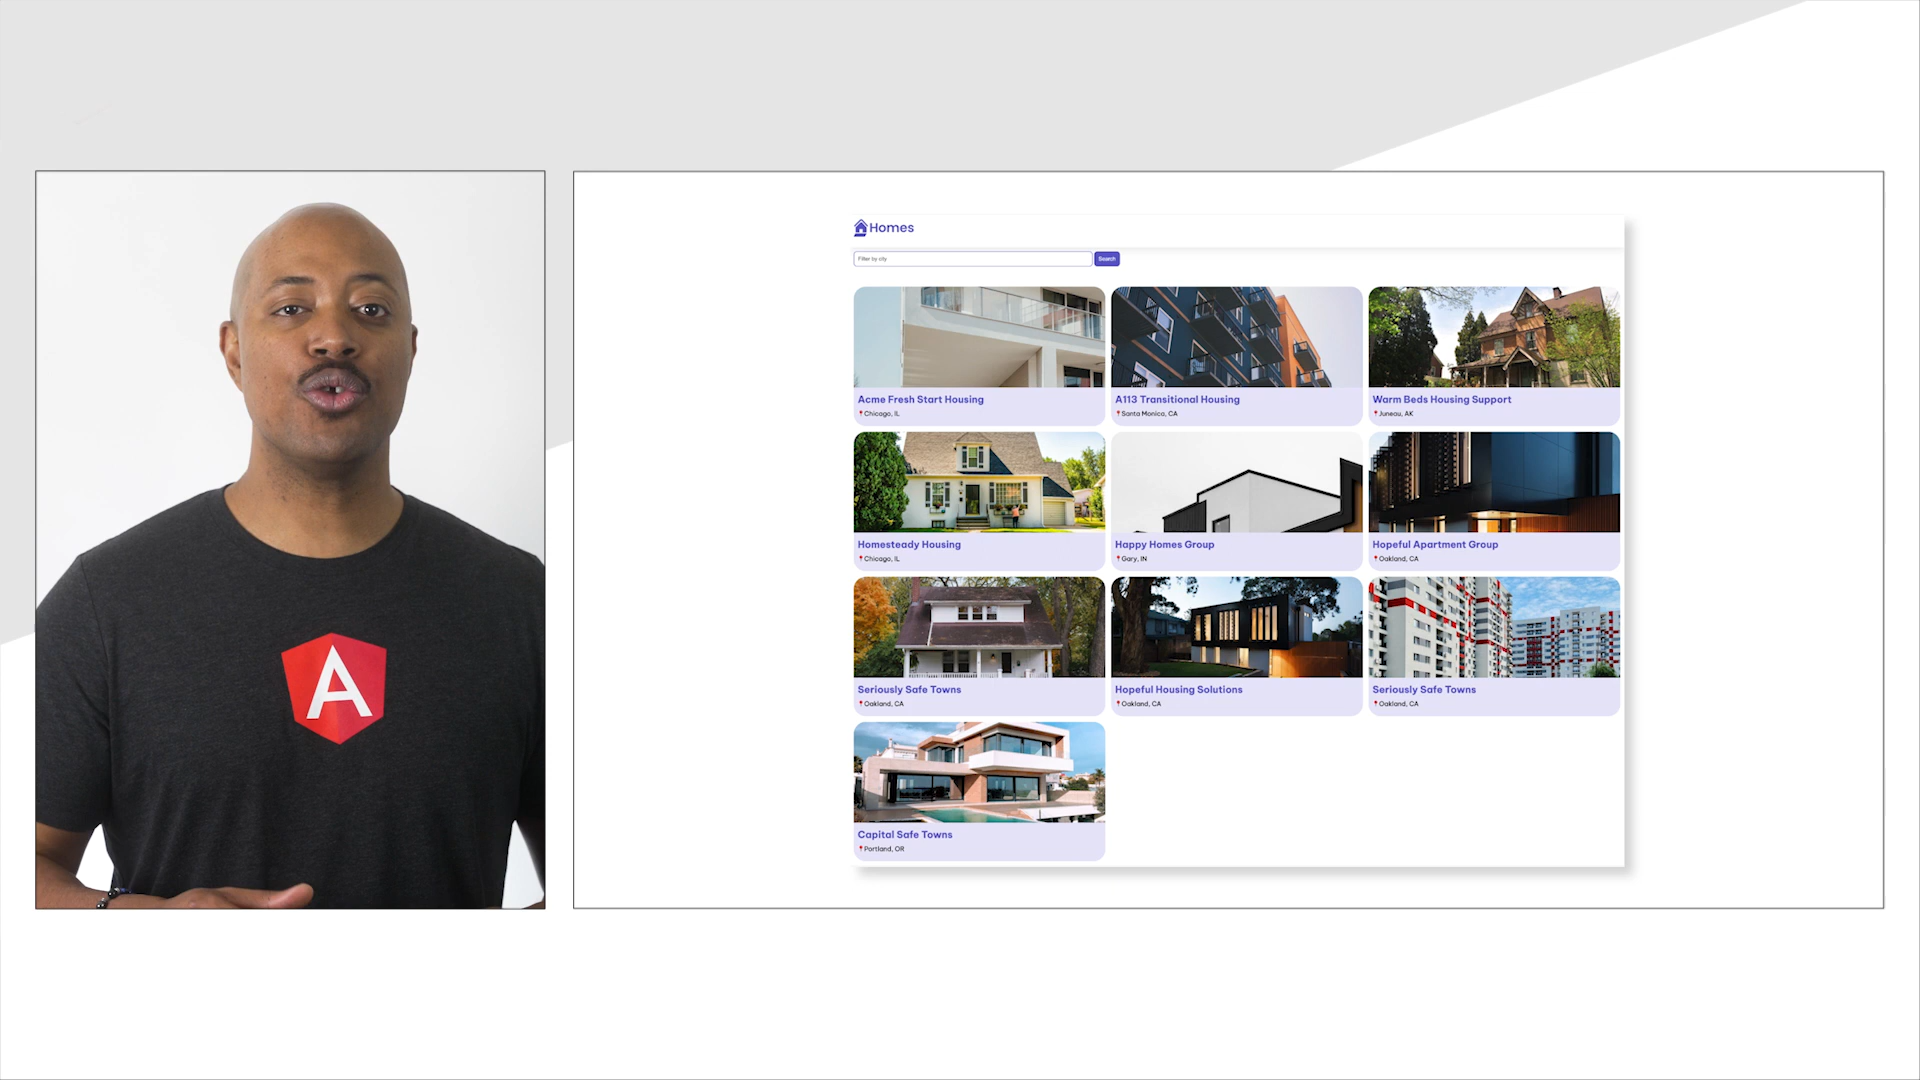 Homes
Filter by city
Search
Acme Fresh Start Housing
Chicago, IL
A113 Transitional Housing
Santa Monica, CA
Warm Beds Housing Support
Juneau, AK
Homesteady Housing
Chicago, IL
Happy Homes Group
Gary, IN
Hopeful Apartment Group
Oakland, CA
Seriously Safe Towns
Oakland, CA
Hopeful Housing Solutions
Oakland, CA
Seriously Safe Towns
Oakland, CA
Capital Safe Towns
Portland, OR
A